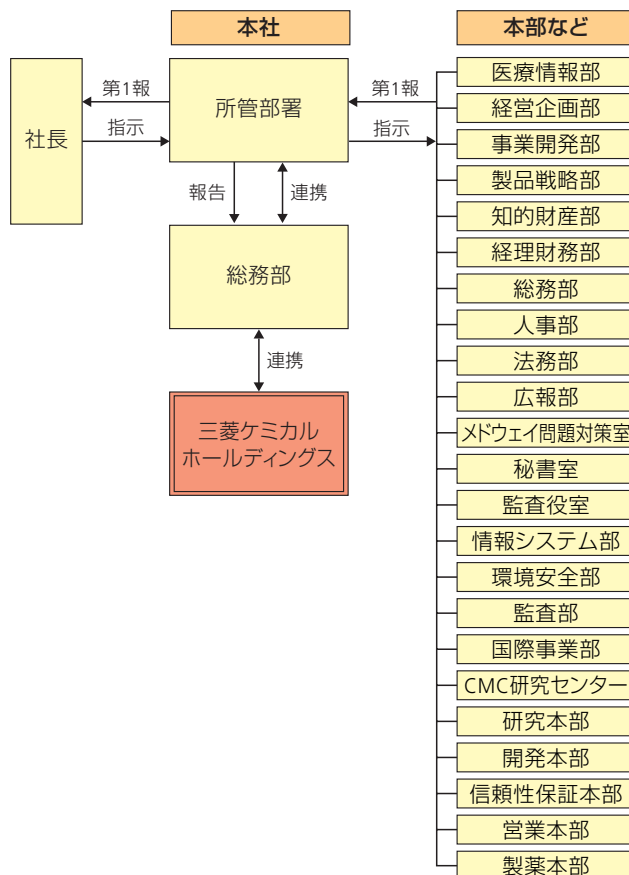 本社
本部など
社長
第1報
指示
所管部署
第1報
指示
報告
連携
総務部
連携
三菱ケミカル
ホールディングス
医療情報部
経営企画部
事業開発部
製品戦略部
知的財産部
経理財務部
総務部
人事部
法務部
広報部
メドウェイ問題対策室
秘書室
監査役室
情報システム部
環境安全部
監査部
国際事業部
CMC研究センター
研究本部
開発本部
信頼性保証本部
営業本部
製薬本部